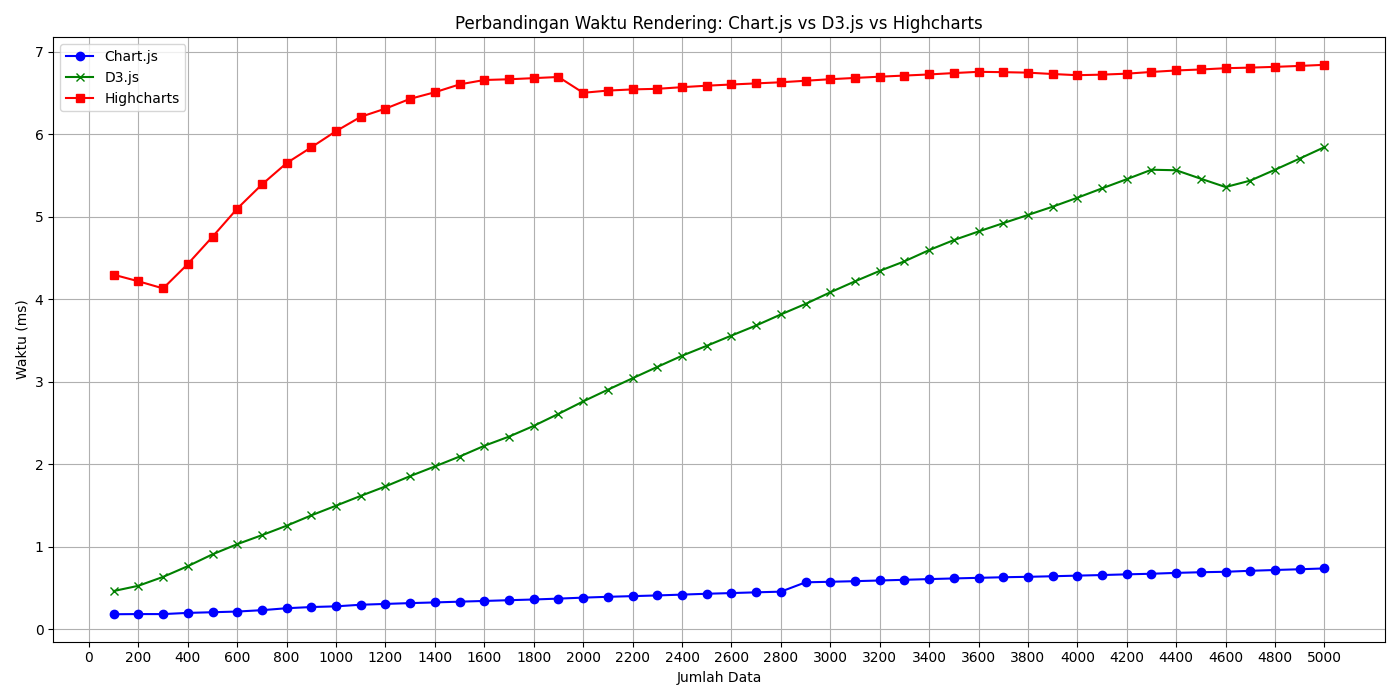 Perbandingan Waktu Rendering: Chart.js vs D3.js vs Highcharts
Chart.js
D3.js
Highcharts
Waktu (ms)
7
6
5
4
3
2
1
0
0 200 400 600 800 1000 1200 1400 1600 1800 2000 2200 2400 2600 2800 3000 3200 3400 3600 3800 4000 4200 4400 4600 4800 5000
Jumlah Data